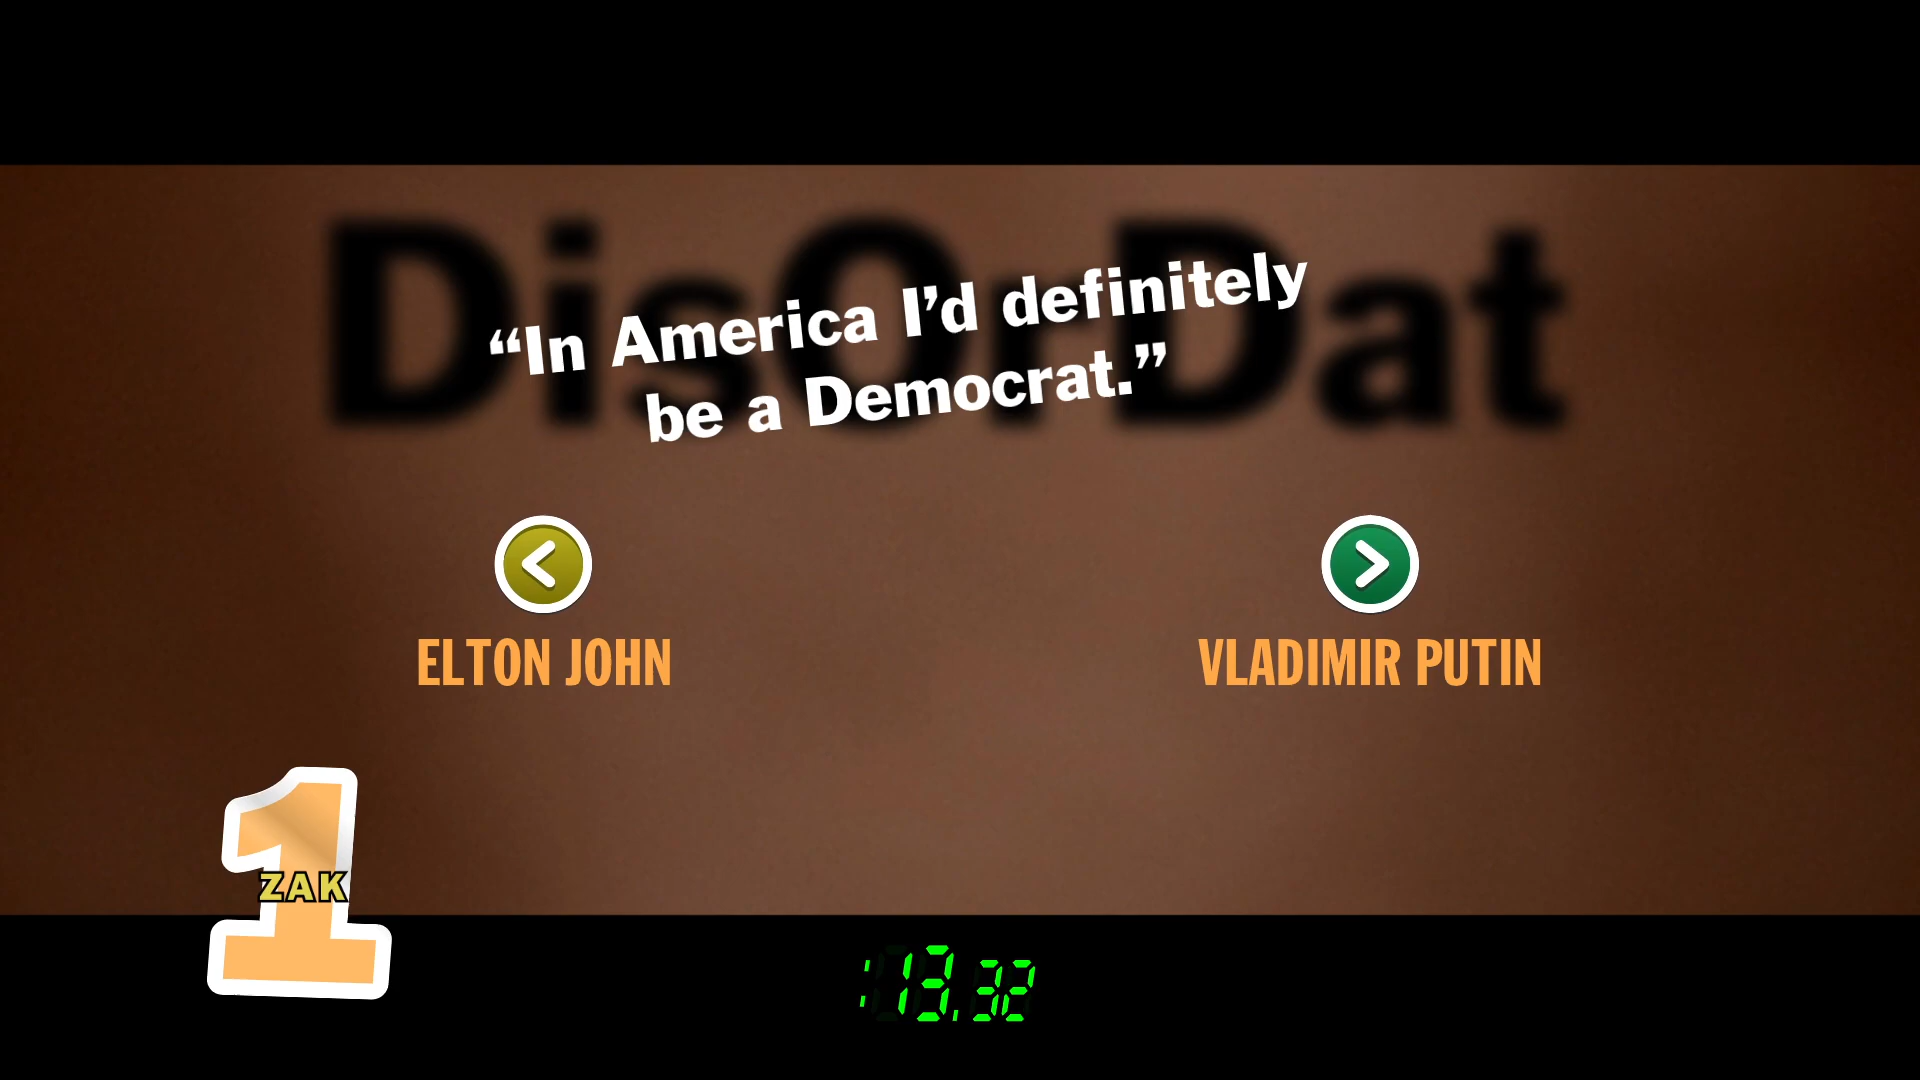 DisOrDat
“In America I’d definitely
be a Democrat.”
ELTON JOHN
VLADIMIR PUTIN
1
ZAK
:13.32